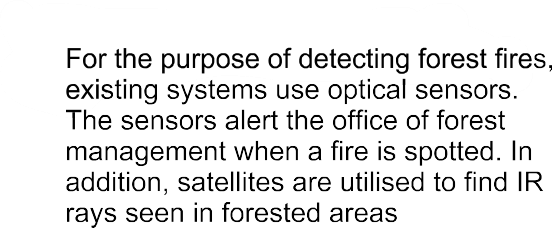 For the purpose of detecting forest fires,
existing systems use optical sensors.
The sensors alert the office of forest
management when a fire is spotted. In
addition, satellites are utilised to find IR
rays seen in forested areas